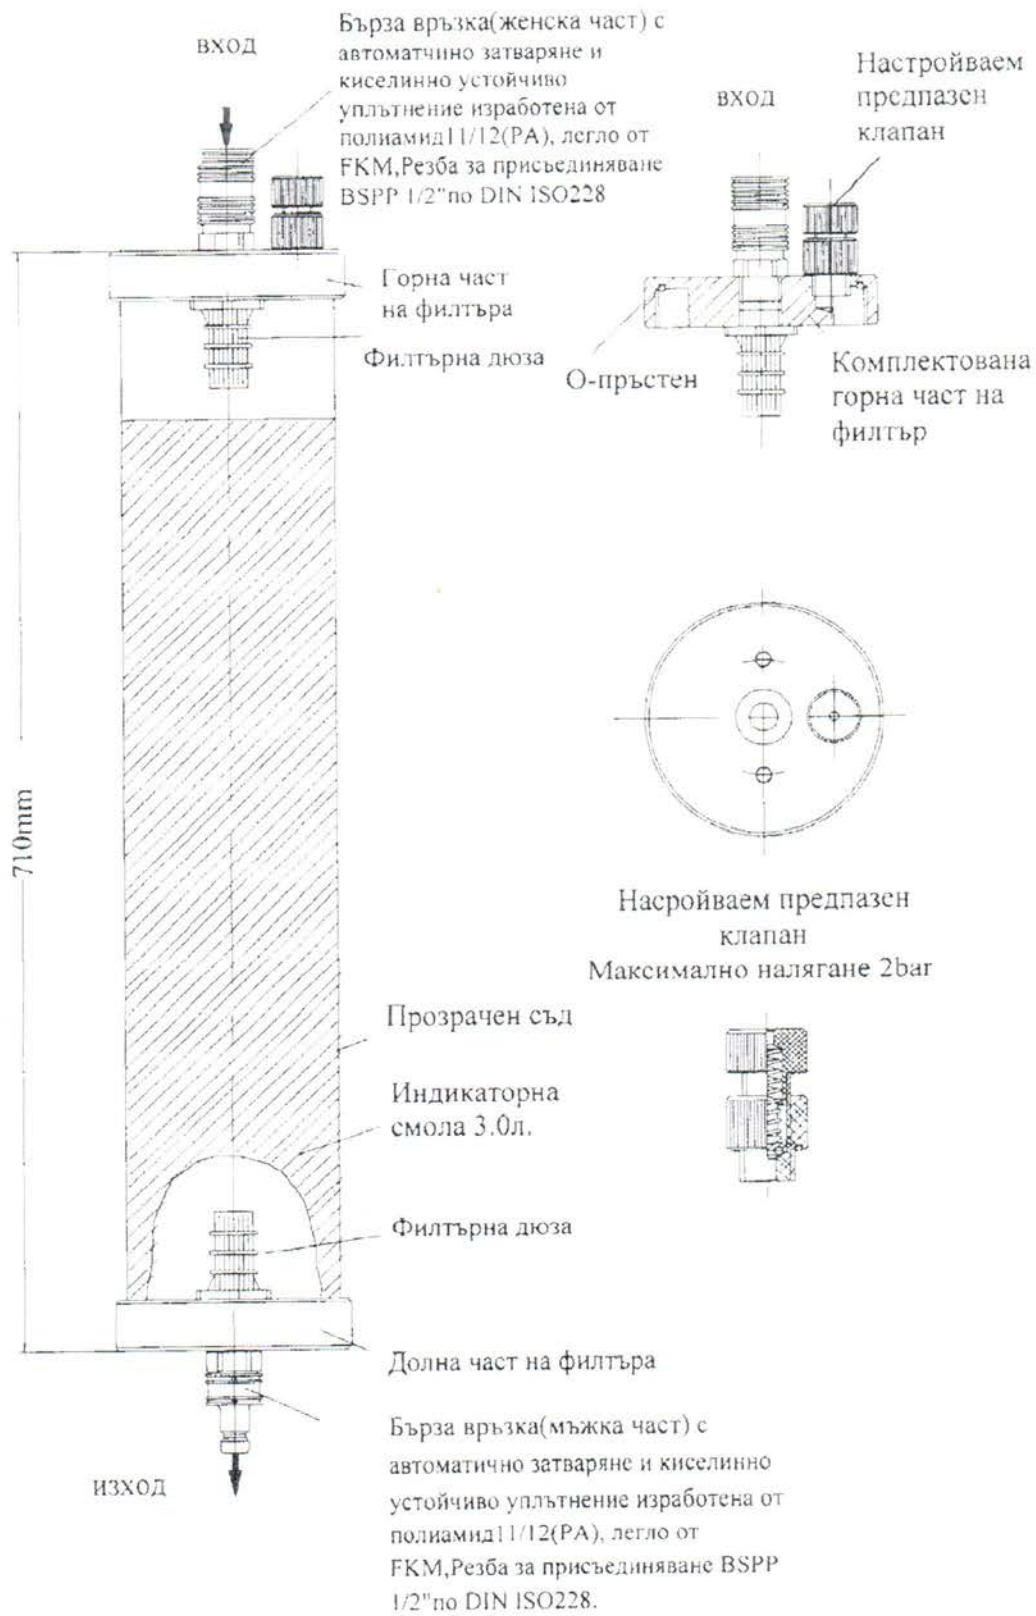 вход
Бърза връзка(женска част) с
автоматчино затваряне и
киселинно устойчиво
уплътнение изработена от
полиамид11/12(PA), легло от
FKM,Резба за присъединяване
BSPP 1/2"по DIN ISO228
вход
Настройваем
предпазен
клапан
Горна част
на филтъра
Филтърна дюза
О-пръстен
Комплектована
горна част на
филтър
710mm
Насройваем предпазен
клапан
Максимално налягане 2bar
Прозрачен съд
Индикаторна
смола 3.0л.
Филтърна дюза
Долна част на филтъра
изход
Бърза връзка(мъжка част) с
автоматично затваряне и киселинно
устойчиво уплътнение изработена от
полиамид11/12(PA), легло от
FKM,Резба за присъединяване BSPP
1/2"по DIN ISO228.